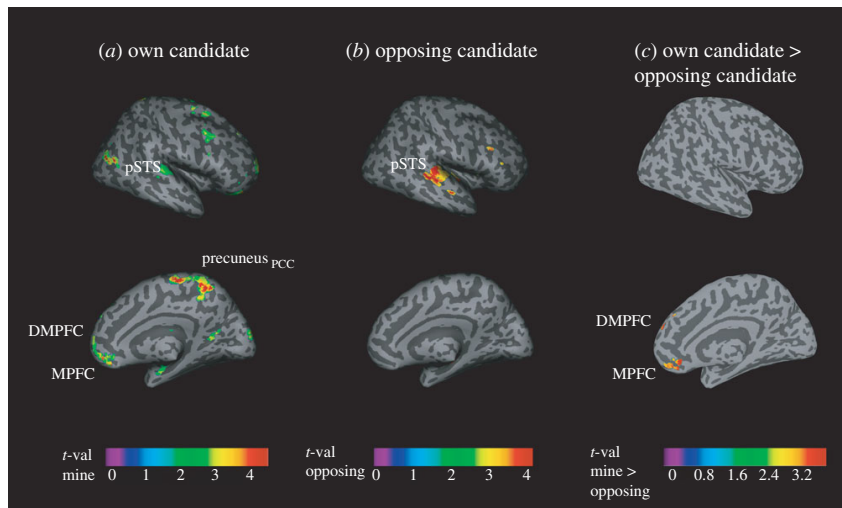 (a) own candidate
(b) opposing candidate
(c) own candidate >
opposing candidate
pSTS
pSTS
precuneus PCC
DMPFC
MPFC
DMPFC
MPFC
t-val
mine
0 1 2 3 4
t-val
opposing
0 1 2 3 4
t-val
mine >
opposing
0 0.8 1.6 2.4 3.2